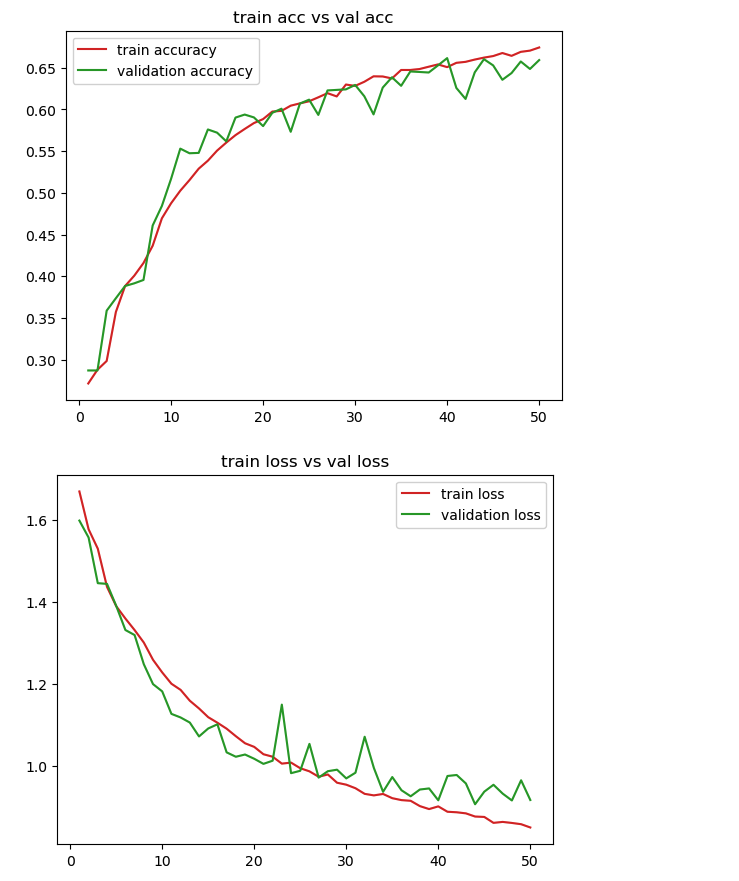 train acc vs val acc
train accuracy
validation accuracy
0.65
0.60
0.55
0.50
0.45
0.40
0.35
0.30
0 10 20 30 40 50
train loss vs val loss
train loss
validation loss
1.6
1.4
1.2
1.0
0 10 20 30 40 50